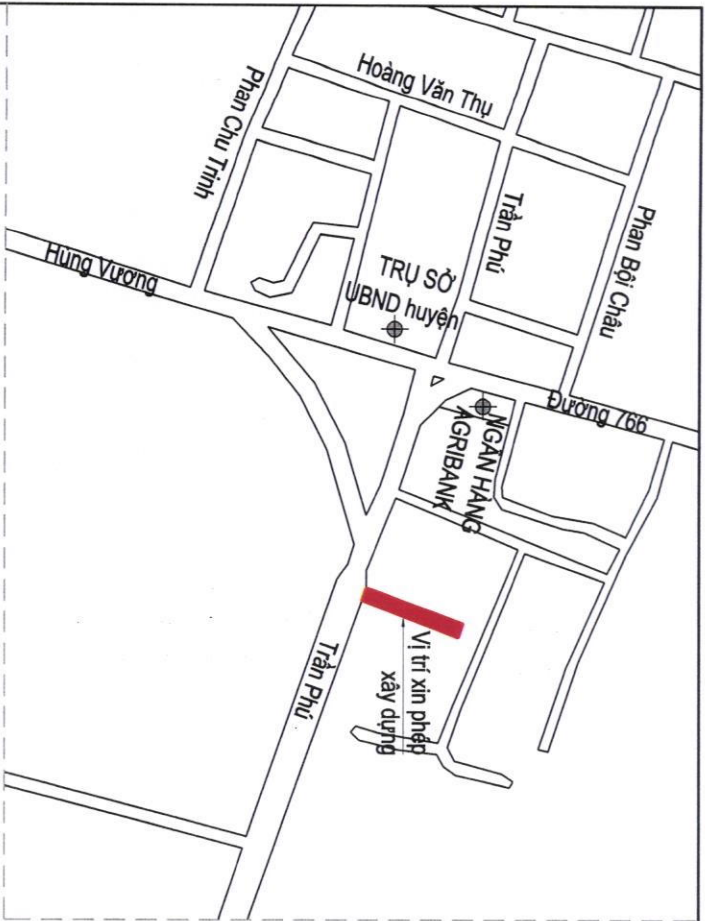 Hoàng Văn Thụ
Phan Chu Trinh
Trần Phú
Phan Bội Châu
Hùng Vương
TRỤ SỞ
UBND huyện
Đường 766
NGÂN HÀNG
AGRIBANK
Vị trí xin phép
xây dựng
Trần Phú